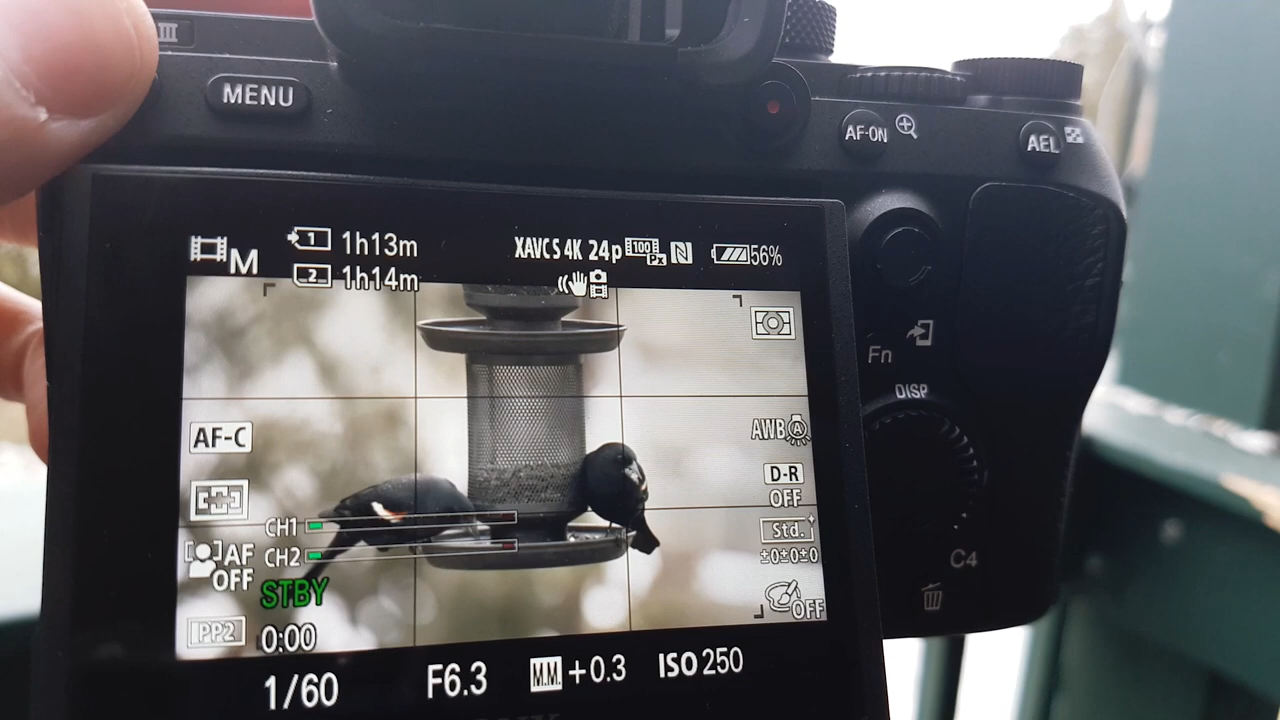 III
MENU
AF-ON
AEL
M
1 1h13m
2 1h14m
XAVC S 4K 24p 100 Px N 56%
Fn
DISP
AF-C
AWB A
D-R
OFF
CH1
CH2
AF
OFF
STBY
Std.
±0±0±0
C4
PP2
0:00
OFF
1/60
F6.3
M.M. +0.3
ISO 250